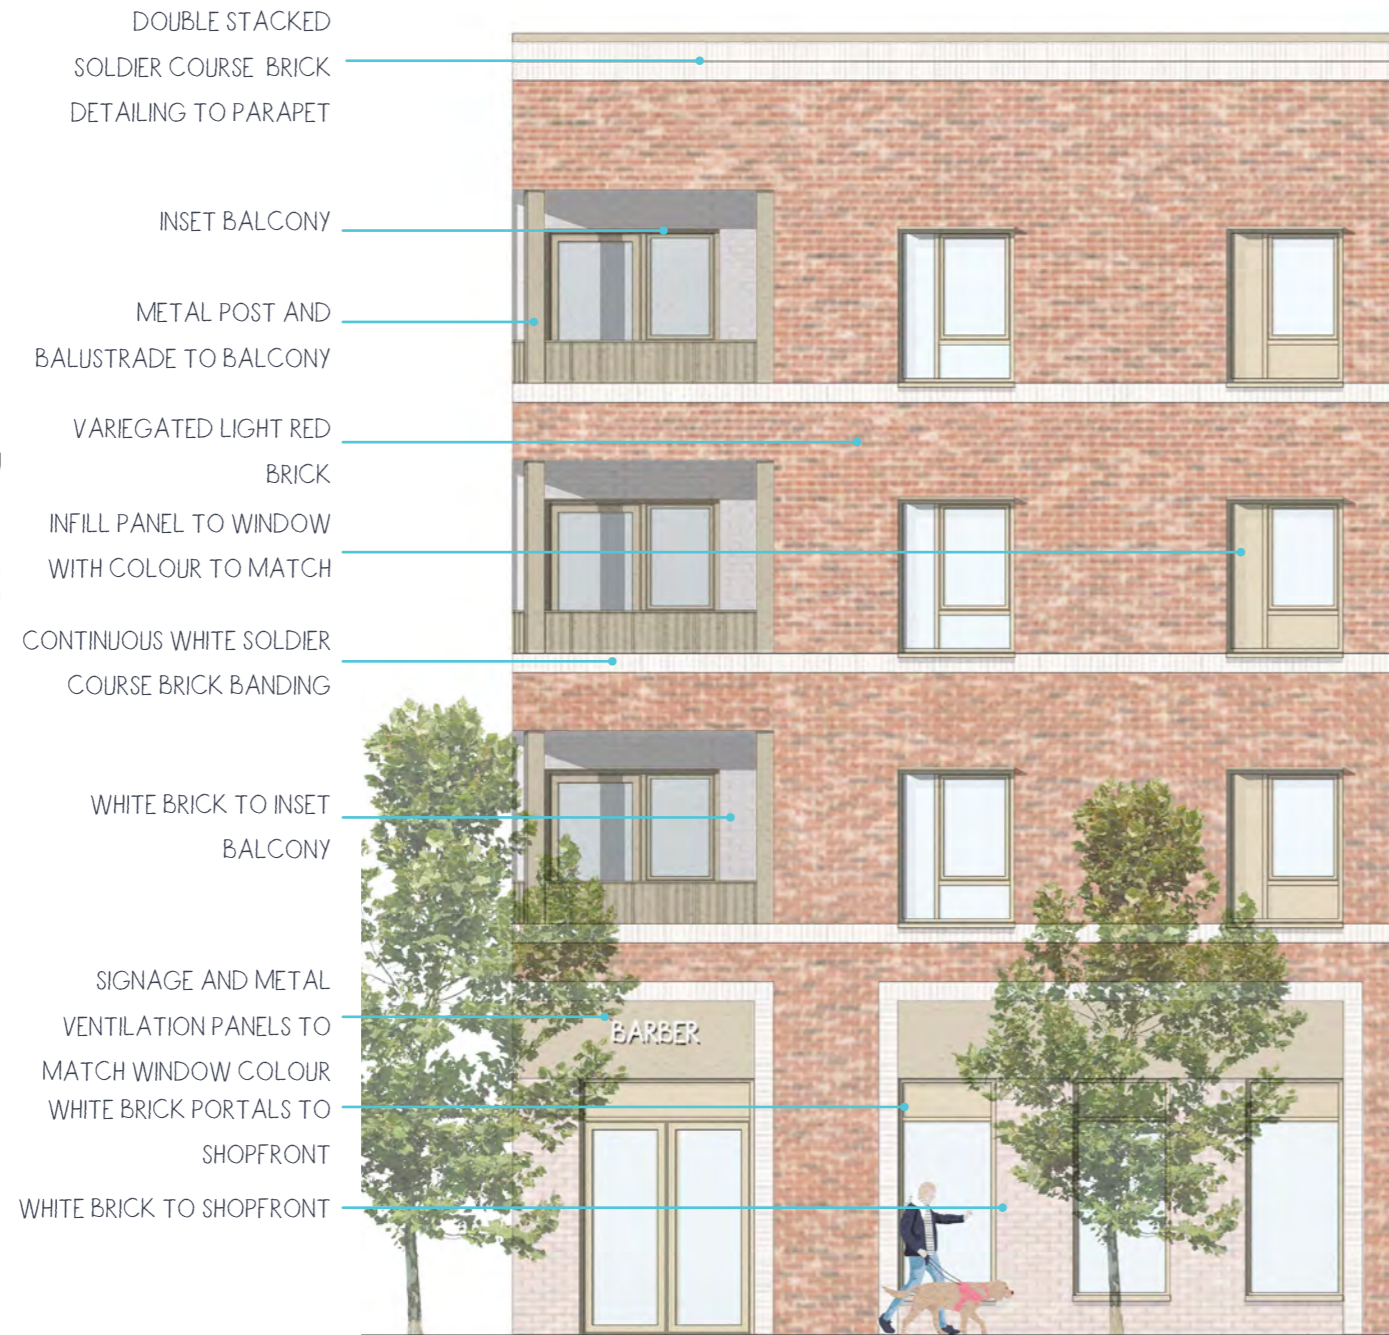 DOUBLE STACKED
SOLDIER COURSE BRICK
DETAILING TO PARAPET
INSET BALCONY
METAL POST AND
BALUSTRADE TO BALCONY
VARIEGATED LIGHT RED
BRICK
INFILL PANEL TO WINDOW
WITH COLOUR TO MATCH
CONTINUOUS WHITE SOLDIER
COURSE BRICK BANDING
WHITE BRICK TO INSET
BALCONY
SIGNAGE AND METAL
VENTILATION PANELS TO
MATCH WINDOW COLOUR
BARBER
WHITE BRICK PORTALS TO
SHOPFRONT
WHITE BRICK TO SHOPFRONT